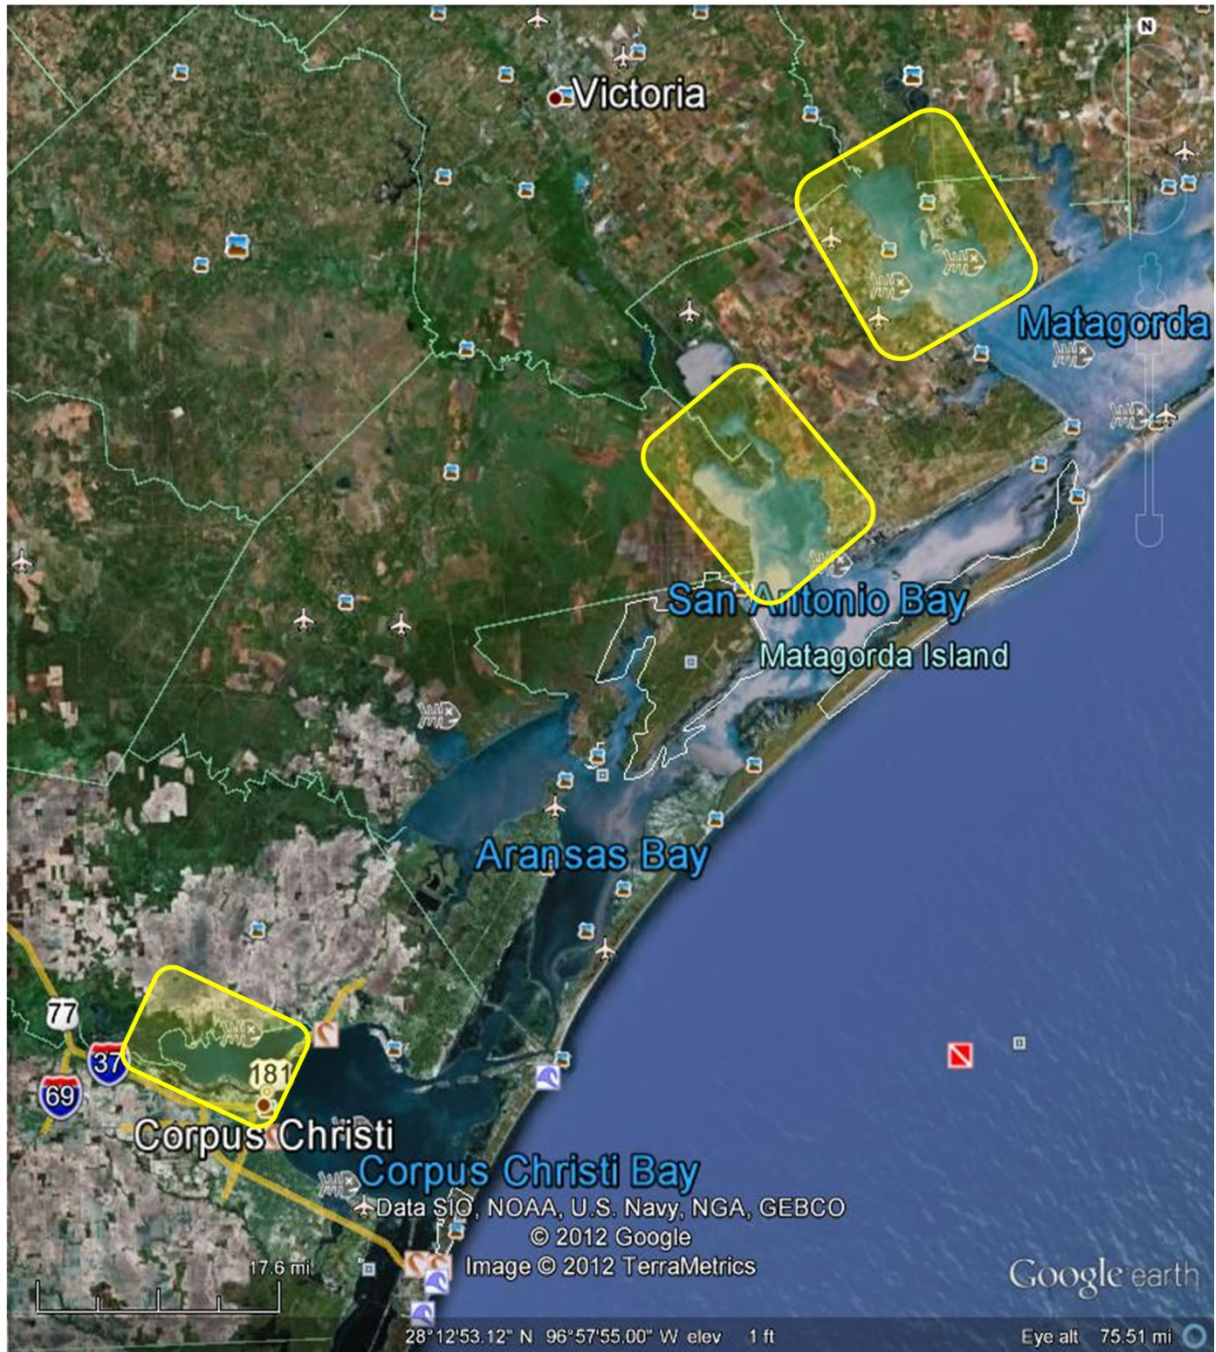 N
Victoria
Matagorda
San Antonio Bay
Matagorda Island
Aransas Bay
77
37
181
69
Corpus Christi
Corpus Christi Bay
Data SIO, NOAA, U.S. Navy, NGA, GEBCO
© 2012 Google
17.6 mi
Image © 2012 TerraMetrics
Google earth
28°12'53.12" N 96°57'55.00" W elev 1 ft
Eye alt 75.51 mi